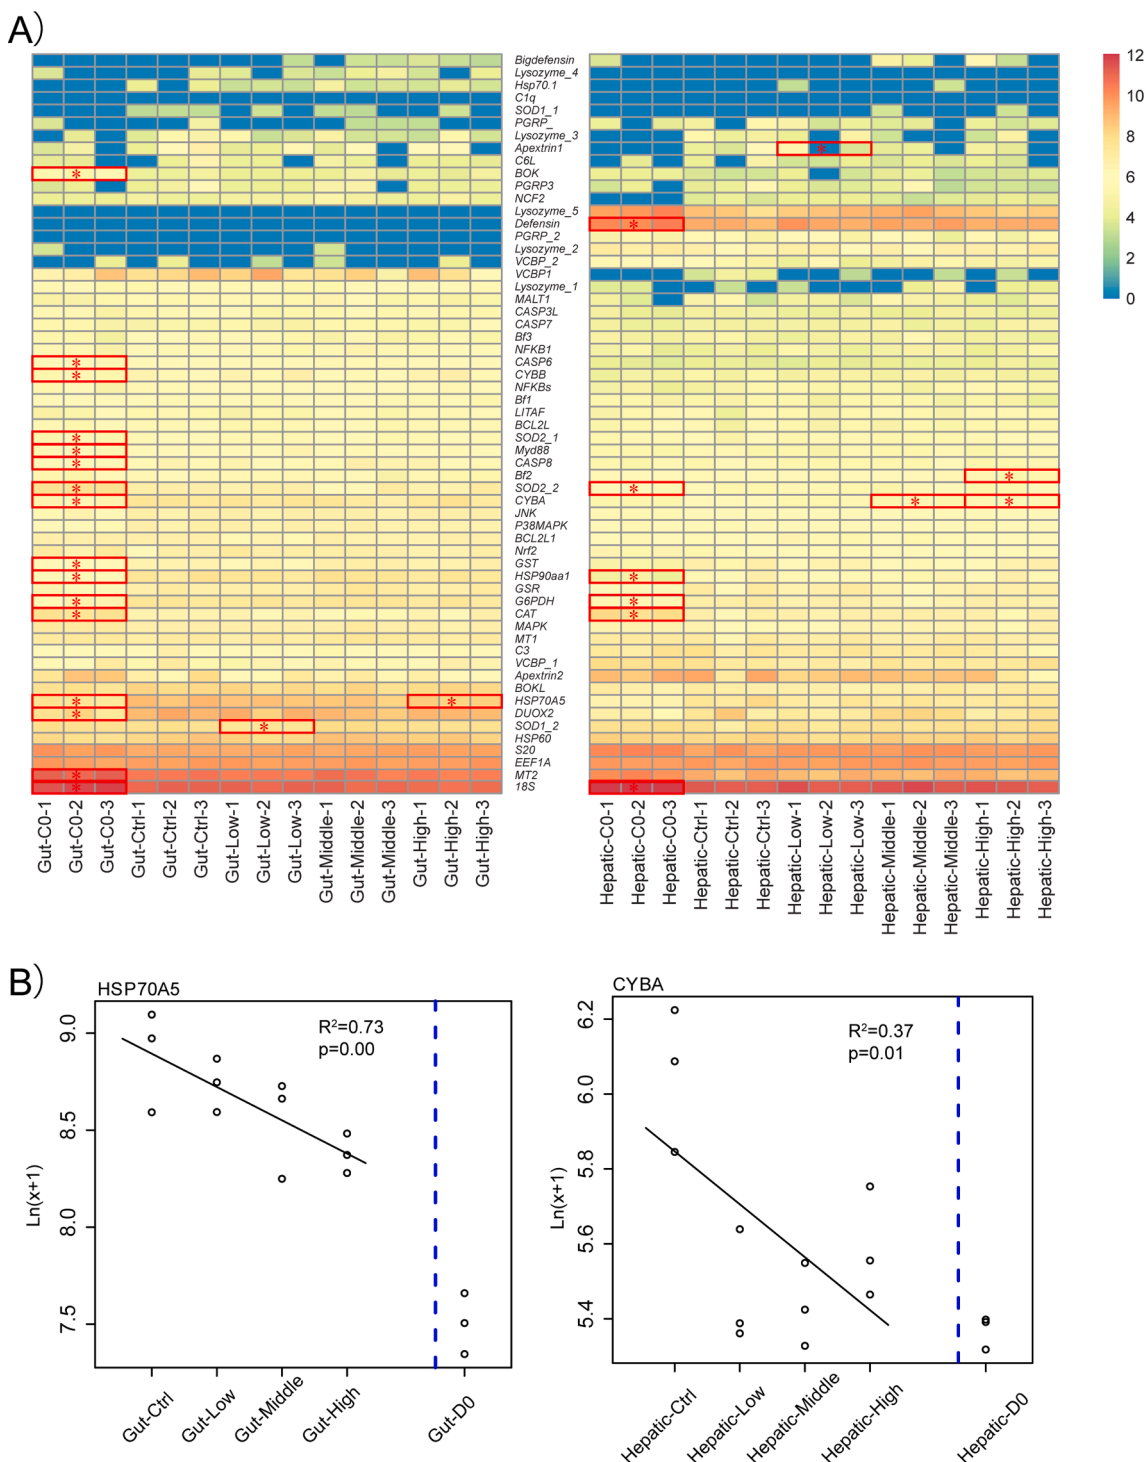 A)
Bigdefensin
Lysozyme_4
Hsp70.1
C1q
SOD1_1
PGRP_
Lysozyme_3
Apextrin1
C6L
BOK
PGRP3
NCF2
Lysozyme_5
Defensin
PGRP_2
Lysozyme_2
VCBP_2
VCBP1
Lysozyme_1
MALT1
CASP3L
CASP7
Bf3
NFKB1
CASP6
CYBB
NFKBs
Bf1
LITAF
BCL2L
SOD2_1
Myd88
CASP8
Bf2
SOD2_2
CYBA
JNK
P38MAPK
BCL2L1
Nrf2
GST
HSP90aa1
GSR
G6PDH
CAT
MAPK
MT1
C3
VCBP_1
Apextrin2
BOKL
HSP70A5
DUOX2
SOD1_2
HSP60
S20
EEF1A
MT2
18S
12
10
8
6
4
2
0
Gut-C0-1
Gut-C0-2
Gut-C0-3
Gut-Ctrl-1
Gut-Ctrl-2
Gut-Ctrl-3
Gut-Low-1
Gut-Low-2
Gut-Low-3
Gut-Middle-1
Gut-Middle-2
Gut-Middle-3
Gut-High-1
Gut-High-2
Gut-High-3
Hepatic-C0-1
Hepatic-C0-2
Hepatic-C0-3
Hepatic-Ctrl-1
Hepatic-Ctrl-2
Hepatic-Ctrl-3
Hepatic-Low-1
Hepatic-Low-2
Hepatic-Low-3
Hepatic-Middle-1
Hepatic-Middle-2
Hepatic-Middle-3
Hepatic-High-1
Hepatic-High-2
Hepatic-High-3
B)
HSP70A5
R²=0.73
p=0.00
Ln(x+1)
9.0
8.5
8.0
7.5
Gut-Ctrl
Gut-Low
Gut-Middle
Gut-High
Gut-D0
CYBA
R²=0.37
p=0.01
Ln(x+1)
6.2
6.0
5.8
5.6
5.4
Hepatic-Ctrl
Hepatic-Low
Hepatic-Middle
Hepatic-High
Hepatic-D0